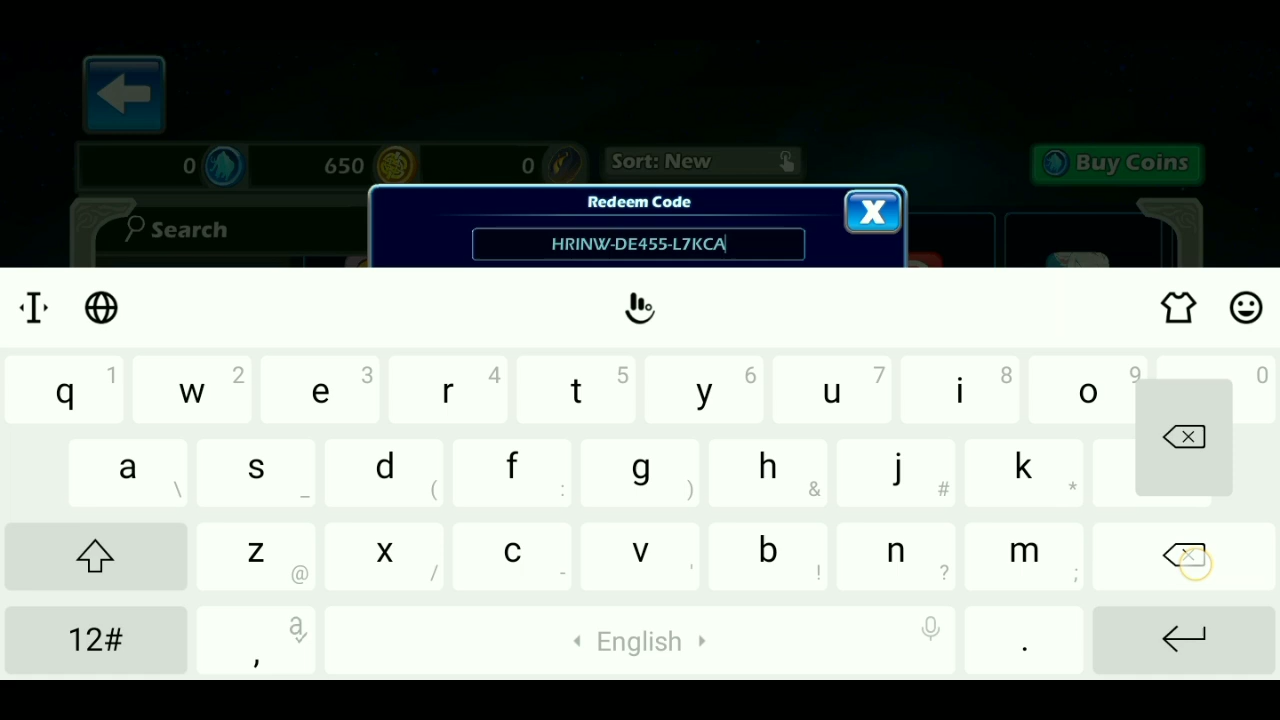 0 650 0 Sort: New Buy Coins
Redeem Code X
Search
HRINW-DE455-L7KCA
q 1 w 2 e 3 r 4 t 5 y 6 u 7 i 8 o 9 0
a \ s _ d ( f : g ) h & j # k *
z @ x / c - v ' b ! n ? m ;
12# , a English .